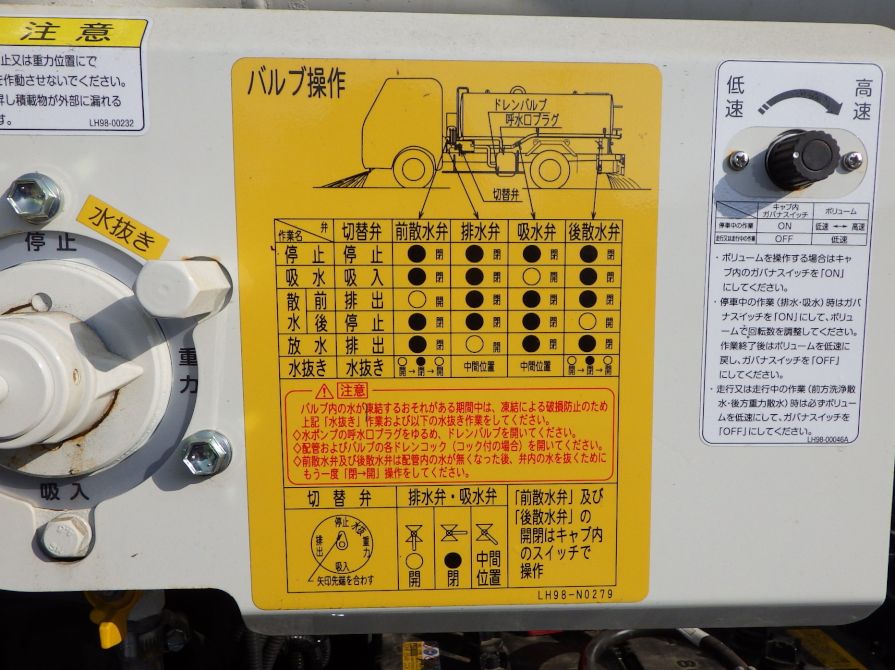 注意
止又は重力位置にて
を作動させないでください。
昇し積載物が外部に漏れる
す。
LH98-00232
水抜き
停止
重力
吸入
バルブ操作
ドレンバルブ
呼水口プラグ
切替弁
作業名 弁 切替弁 前散水弁 排水弁 吸水弁 後散水弁
停止 停止 ●閉 ●閉 ●閉 ●閉
吸水 吸入 ●閉 ●閉 ○開 ●閉
散前 排出 ○開 ●閉 ●閉 ●閉
水後 停止 ●閉 ●閉 ●閉 ○開
放水 排出 ●閉 ○開 ●閉 ●閉
水抜き 水抜き ○開→●閉→○開 中間位置 中間位置 ○開→●閉→○開
注意
バルブ内の水が凍結するおそれがある期間中は、凍結による破損防止のため
上記「水抜き」作業および以下の水抜き作業をしてください。
◇水ポンプの呼水口プラグをゆるめ、ドレンバルブを開いてください。
◇配管およびバルブの各ドレンコック（コック付の場合）を開いてください。
◇前散水弁及び後散水弁は配管内の水が無くなった後、弁内の水を抜くために
もう一度「閉→開」操作をしてください。
切替弁
停止 水抜 重力 吸入 排出
矢印先端を合わす
排水弁・吸水弁
○開 ●閉 中間位置
「前散水弁」及び
「後散水弁」の
開閉はキャブ内
のスイッチで
操作
LH98-N0279
低速 高速
キャブ内ガバナスイッチ ボリューム
停車中の作業 ON 低速 ←→ 高速
走行又は走行中の作業 OFF 低速
・ボリュームを操作する場合はキャ
ブ内のガバナスイッチを「ON」
にしてください。
・停車中の作業（排水・吸水）時はガバ
ナスイッチを「ON」にして、ボリュ
ームで回転数を調整してください。
作業終了後はボリュームを低速に
戻し、ガバナスイッチを「OFF」
にしてください。
・走行又は走行中の作業（前方洗浄散
水・後方重力散水）時は必ずボリュー
ムを低速にして、ガバナスイッチを
「OFF」にしてください。
LH98-00046A